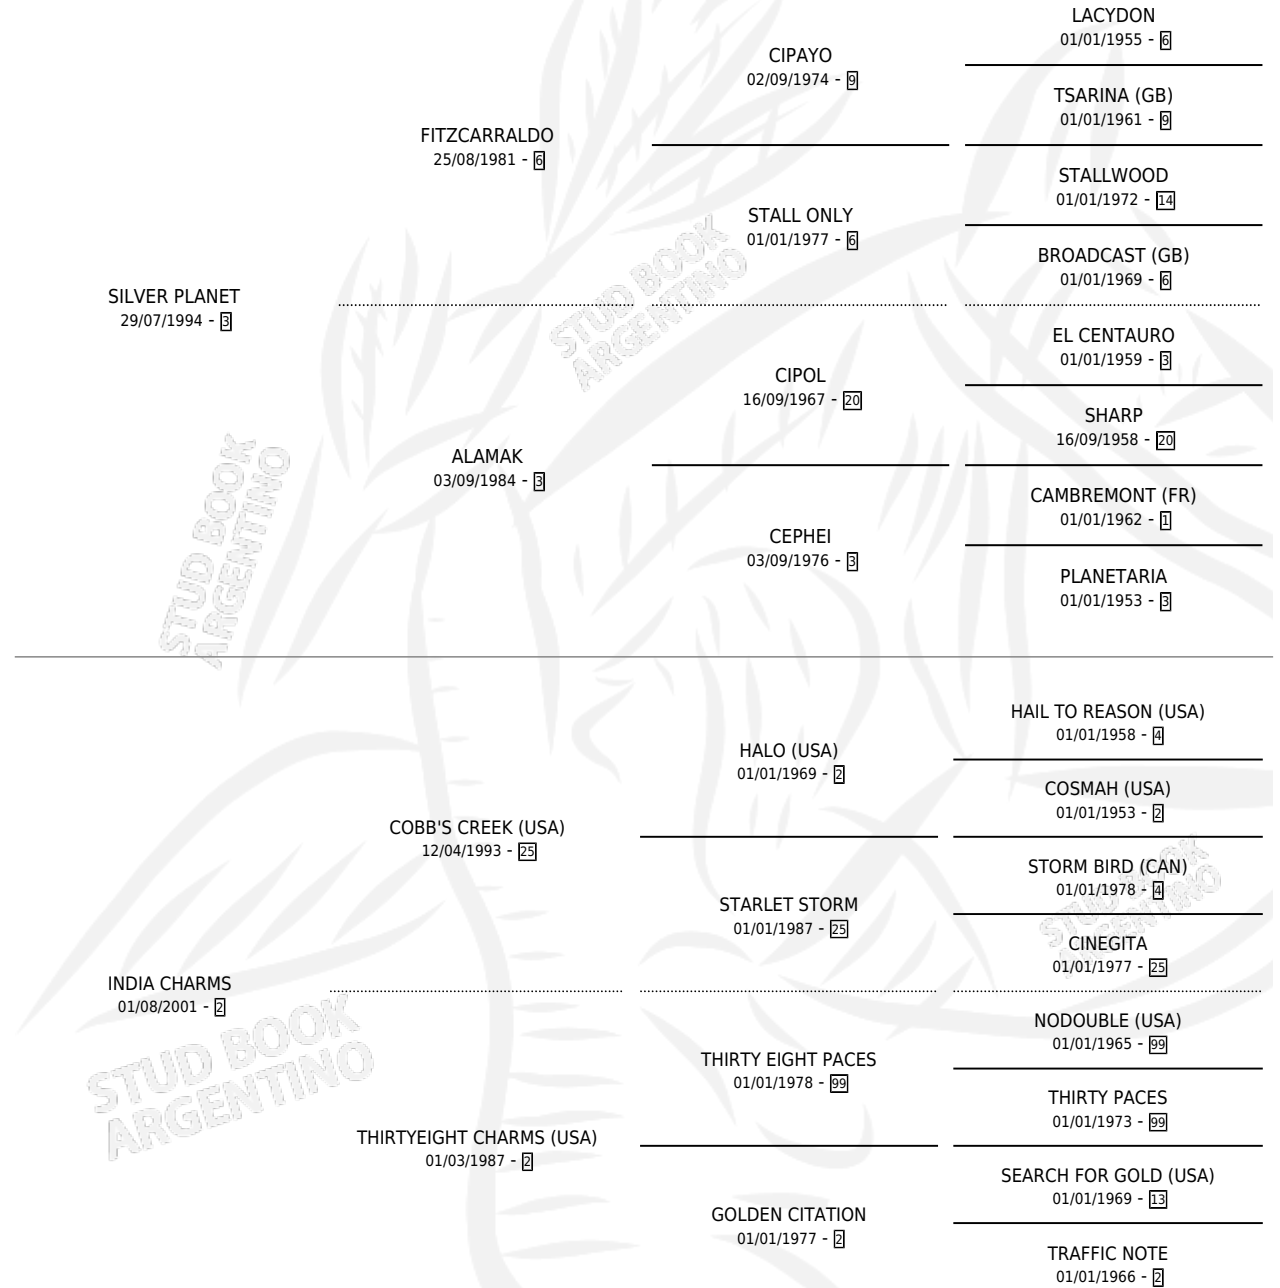 LACYDON
01/01/1955 - 6
CIPAYO
02/09/1974 - 9
TSARINA (GB)
01/01/1961 - 9
FITZCARRALDO
25/08/1981 - 6
STALLWOOD
01/01/1972 - 14
STALL ONLY
01/01/1977 - 6
BROADCAST (GB)
01/01/1969 - 6
SILVER PLANET
29/07/1994 - 3
EL CENTAURO
01/01/1959 - 3
CIPOL
16/09/1967 - 20
SHARP
16/09/1958 - 20
ALAMAK
03/09/1984 - 3
CAMBREMONT (FR)
01/01/1962 - 1
CEPHEI
03/09/1976 - 3
PLANETARIA
01/01/1953 - 3
HAIL TO REASON (USA)
01/01/1958 - 4
HALO (USA)
01/01/1969 - 2
COSMAH (USA)
01/01/1953 - 2
COBB'S CREEK (USA)
12/04/1993 - 25
STORM BIRD (CAN)
01/01/1978 - 4
STARLET STORM
01/01/1987 - 25
CINEGITA
01/01/1977 - 25
INDIA CHARMS
01/08/2001 - 2
NODOUBLE (USA)
01/01/1965 - 99
THIRTY EIGHT PACES
01/01/1978 - 99
THIRTY PACES
01/01/1973 - 99
THIRTYEIGHT CHARMS (USA)
01/03/1987 - 2
SEARCH FOR GOLD (USA)
01/01/1969 - 13
GOLDEN CITATION
01/01/1977 - 2
TRAFFIC NOTE
01/01/1966 - 2
STUD BOOK
ARGENTINO
STUD BOOK
ARGENTINO
STUD BOOK
ARGENTINO
STUD BOOK
ARGENTINO